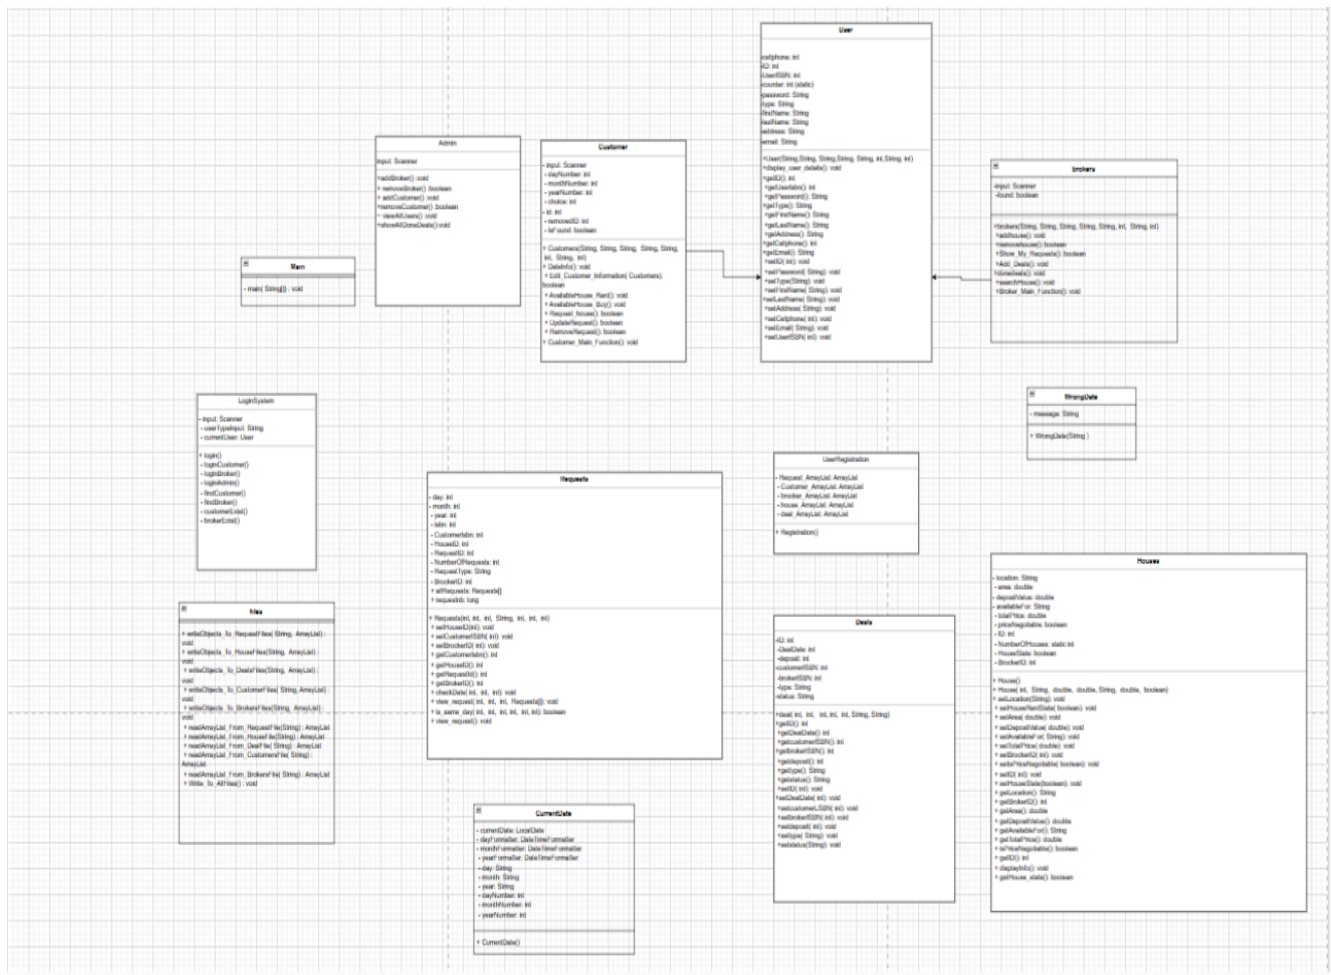 User
-cellphone: int
-ID: int
-UserISBN: int
-counter: int (static)
-password: String
-type: String
-firstName: String
-lastName: String
-address: String
-email: String
+User(String,String, String,String, String, int,String, int)
+display_user_details(): void
+getID(): int
+getUserIsbn(): int
+getPassword(): String
+getType(): String
+getFirstName(): String
+getLastName(): String
+getAddress(): String
+getCellphone(): int
+getEmail(): String
+setID( int): void
+setPassword( String): void
+setType(String): void
+setFirstName( String): void
+setLastName( String): void
+setAddress( String): void
+setCellphone( int): void
+setEmail( String): void
+setUserISBN( int): void
Admin
input: Scanner
+addBroker(): void
+ removeBroker() :boolean
+ addCustomer() :void
+removeCustomer() :boolean
~ viewAllUsers() :void
+showAllDoneDeals():void
Customer
- input: Scanner
- dayNumber: int
- monthNumber: int
- yearNumber: int
- choice: int
- id: int
- removedID: int
- isFound: boolean
+ Customers(String, String, String, String, String,
int, String, int)
+ DateInfo(): void
+ Edit_Customer_Information( Customers):
boolean
+ AvailableHouse_Rent(): void
+ AvailableHouse_Buy(): void
+ Request_house(): boolean
+ UpdateRequest(): boolean
+ RemoveRequest(): boolean
+ Customer_Main_Function(): void
brokers
-input: Scanner
-found: boolean
+brokers(String, String, String, String, String, int, String, int)
+addhouse(): void
+removehouse(): boolean
+Show_My_Requests(): boolean
+Add_Deals(): void
+donedeals(): void
+searchHouse(): void
+Broker_Main_Function(): void
Main
- main( String[]) : void
LoginSystem
- input: Scanner
- userTypeInput: String
- currentUser: User
+ login()
- loginCustomer()
- loginBroker()
- loginAdmin()
- findCustomer()
- findBroker()
- customerExist()
- brokerExist()
WrongDate
- message: String
+ WrongDate(String )
UserRegistration
- Request_ArrayList: ArrayList
- Customer_ArrayList: ArrayList
- brocker_ArrayList: ArrayList
- house_ArrayList: ArrayList
- deal_ArrayList: ArrayList
+ Registration()
Requests
- day: int
- month: int
- year: int
- isbn: int
- CustomerIsbn: int
- HouseID: int
- RequestID: int
- NumberOfRequests: int
- RequestType: String
- BrockerID: int
+ allRequests: Requests[]
+ requestnb: long
+ Requests(int, int, int, String, int, int, int)
+ setHouseID(int): void
+ setCustomerISBN( int): void
+ setBrockerID( int): void
+ getCustomerIsbn(): int
+ getHouseID(): int
+ getRequestId(): int
+ getBrokerID(): int
+ checkDate( int, int, int): void
+ view_request( int, int, int, Requests[]): void
+ is_same_day( int, int, int, int, int, int): boolean
+ view_request(): void
files
+ writeObjects_To_RequestFiles( String, ArrayList) :
void
+ writeObjects_To_HouseFiles(String, ArrayList) :
void
+ writeObjects_To_DealsFiles(String, ArrayList) :
void
+ writeObjects_To_CustomerFiles( String, ArrayList) :
void
+ writeObjects_To_BrokersFiles( String, ArrayList) :
void
+ readArrayList_From_RequestFile(String) : ArrayList
+ readArrayList_From_HouseFile(String) : ArrayList
+ readArrayList_From_DealFile( String) : ArrayList
+ readArrayList_From_CustomersFile( String) :
ArrayList
+ readArrayList_From_BrokersFile( String) : ArrayList
+ Write_To_AllFiles() : void
Houses
- location: String
- area: double
- depositValue: double
- availableFor: String
- totalPrice: double
- priceNegotiable: boolean
- ID: int
- NumberOfHouses: static int
- HouseState: boolean
- BrockerID: int
+ House()
+ House( int, String, double, double, String, double, boolean)
+ setLocation(String): void
+ setHouseRentState( boolean): void
+ setArea( double): void
+ setDepositValue( double): void
+ setAvailableFor( String): void
+ setTotalPrice( double): void
+ setBrockerID( int): void
+ setisPriceNegotiable( boolean): void
+ setID( int): void
+ setHouseState(boolean): void
+ getLocation(): String
+ getBrokerID(): int
+ getArea(): double
+ getDepositValue(): double
+ getAvailableFor(): String
+ getTotalPrice(): double
+ isPriceNegotiable(): boolean
+ getID(): int
+ displayInfo(): void
+ getHouse_state(): boolean
Deals
-ID: int
-DealDate: int
-deposit: int
-customerISBN: int
-brokerISBN: int
-type: String
-status: String
+deal( int, int, int,int, int, String, String)
+getID(): int
+getDealDate(): int
+getcustomerISBN(): int
+getbrokerISBN(): int
+getdeposit(): int
+gettype(): String
+getstatus(): String
+setID( int): void
+setDealDate( int): void
+setcustomerLSBN( int): void
+setbrokerISBN( int): void
+setdeposit( int): void
+settype( String): void
+setstatus(String): void
CurrentDate
- currentDate: LocalDate
- dayFormatter: DateTimeFormatter
- monthFormatter: DateTimeFormatter
- yearFormatter: DateTimeFormatter
- day: String
- month: String
- year: String
- dayNumber: int
- monthNumber: int
- yearNumber: int
+ CurrentDate()